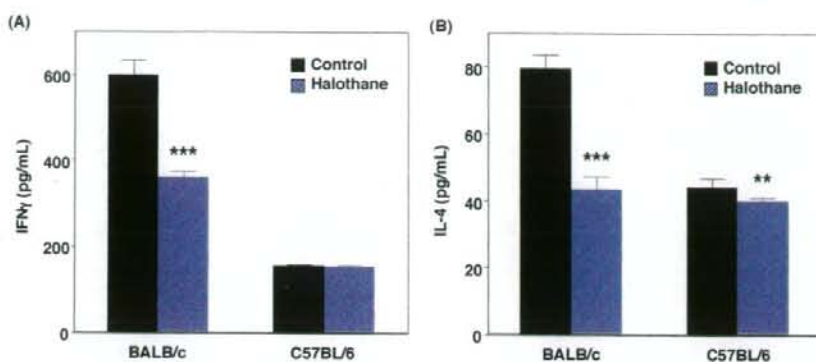 (A)
IFNγ (pg/mL)
600
400
200
0
Control
Halothane
***
BALB/c
C57BL/6
(B)
IL-4 (pg/mL)
80
60
40
20
0
Control
Halothane
***
**
BALB/c
C57BL/6